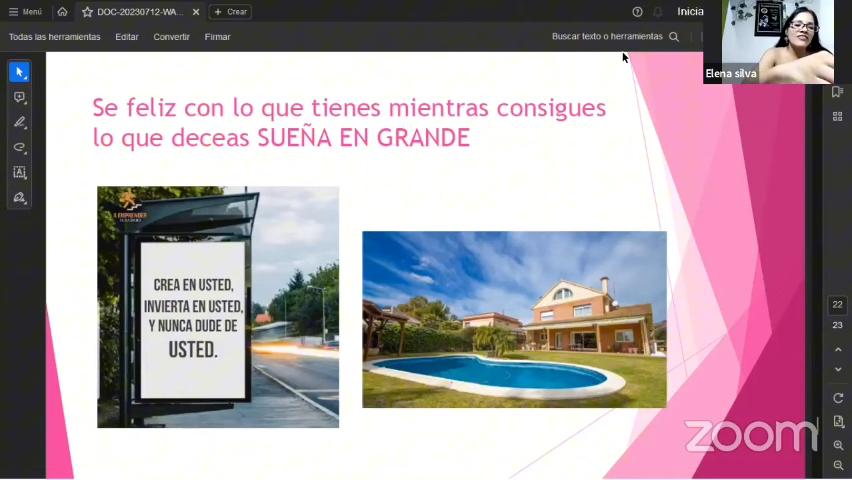 Menú
DOC-20230712-WA...
Crear
Inicia
Todas las herramientas
Editar
Convertir
Firmar
Buscar texto o herramientas
Elena silva
Se feliz con lo que tienes mientras consigues
lo que deceas SUEÑA EN GRANDE
CREA EN USTED,
INVIERTA EN USTED,
Y NUNCA DUDE DE
USTED.
22
23
zoom